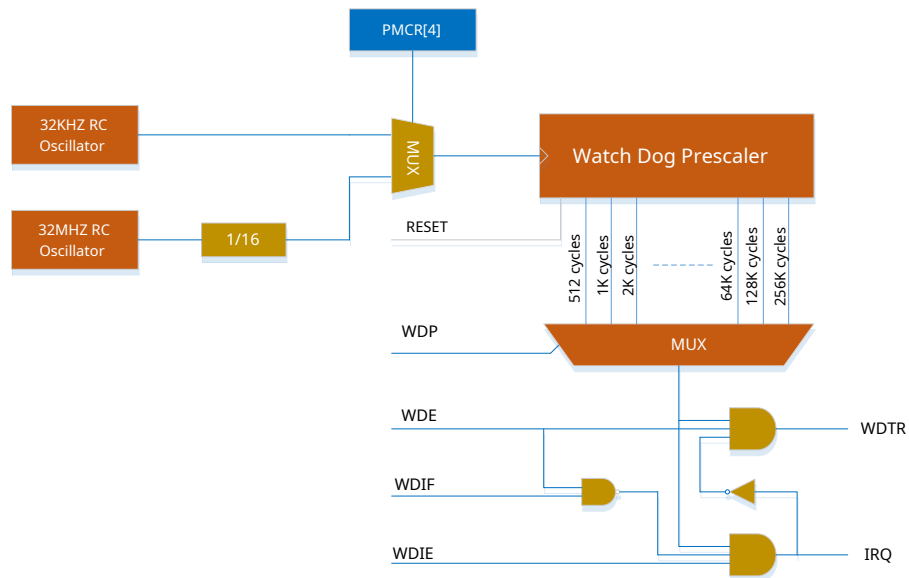 PMCR[4]
32KHZ RC
Oscillator
MUX
Watch Dog Prescaler
32MHZ RC
Oscillator
1/16
RESET
512 cycles
1K cycles
2K cycles
64K cycles
128K cycles
256K cycles
WDP
MUX
WDE
WDTR
WDIF
WDIE
IRQ